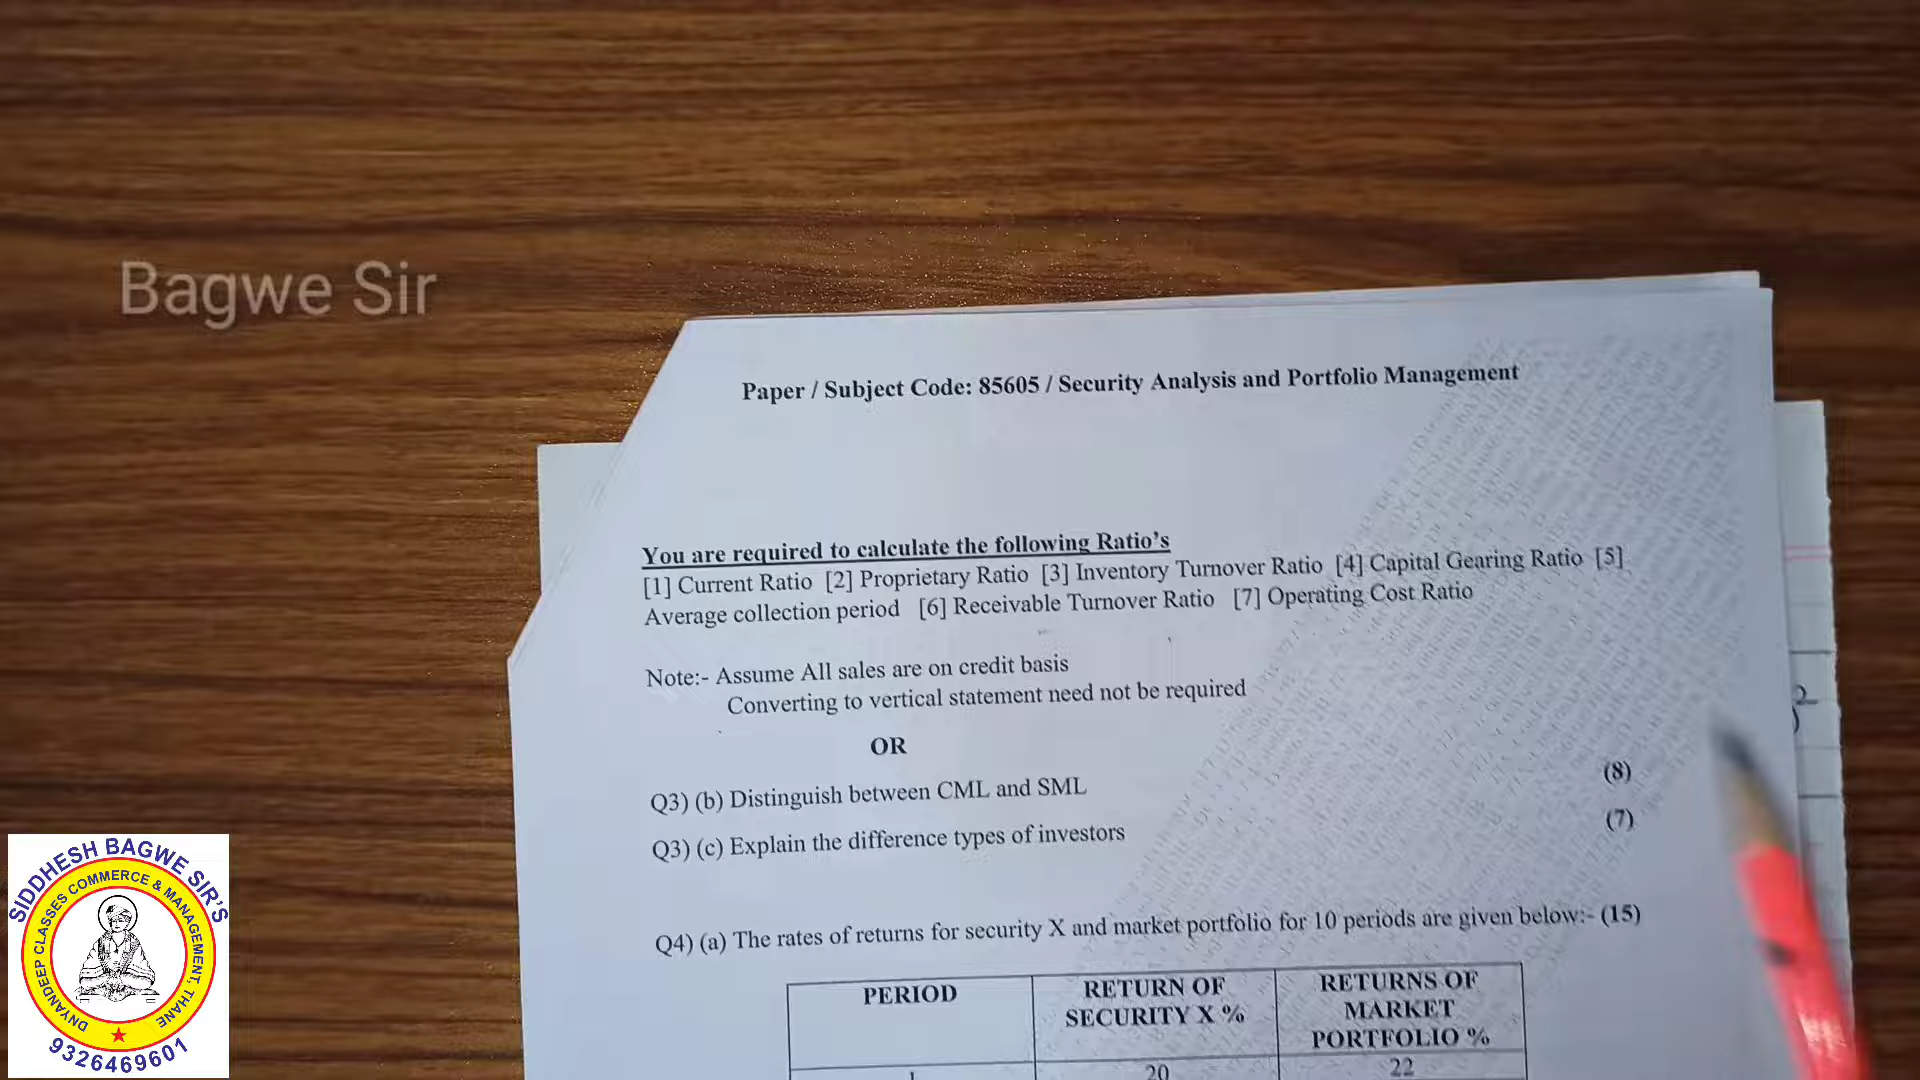 Bagwe Sir
Paper / Subject Code: 85605 / Security Analysis and Portfolio Management
You are required to calculate the following Ratio's
[1] Current Ratio [2] Proprietary Ratio [3] Inventory Turnover Ratio [4] Capital Gearing Ratio [5]
Average collection period [6] Receivable Turnover Ratio [7] Operating Cost Ratio
Note:- Assume All sales are on credit basis
Converting to vertical statement need not be required
OR
Q3) (b) Distinguish between CML and SML (8)
Q3) (c) Explain the difference types of investors (7)
Q4) (a) The rates of returns for security X and market portfolio for 10 periods are given below:- (15)
PERIOD
RETURN OF
SECURITY X %
RETURNS OF
MARKET
PORTFOLIO %
1 20 22
SIDDHESH BAGWE SIR'S
DNYANDEEP CLASSES COMMERCE & MANAGEMENT, THANE
9326469601